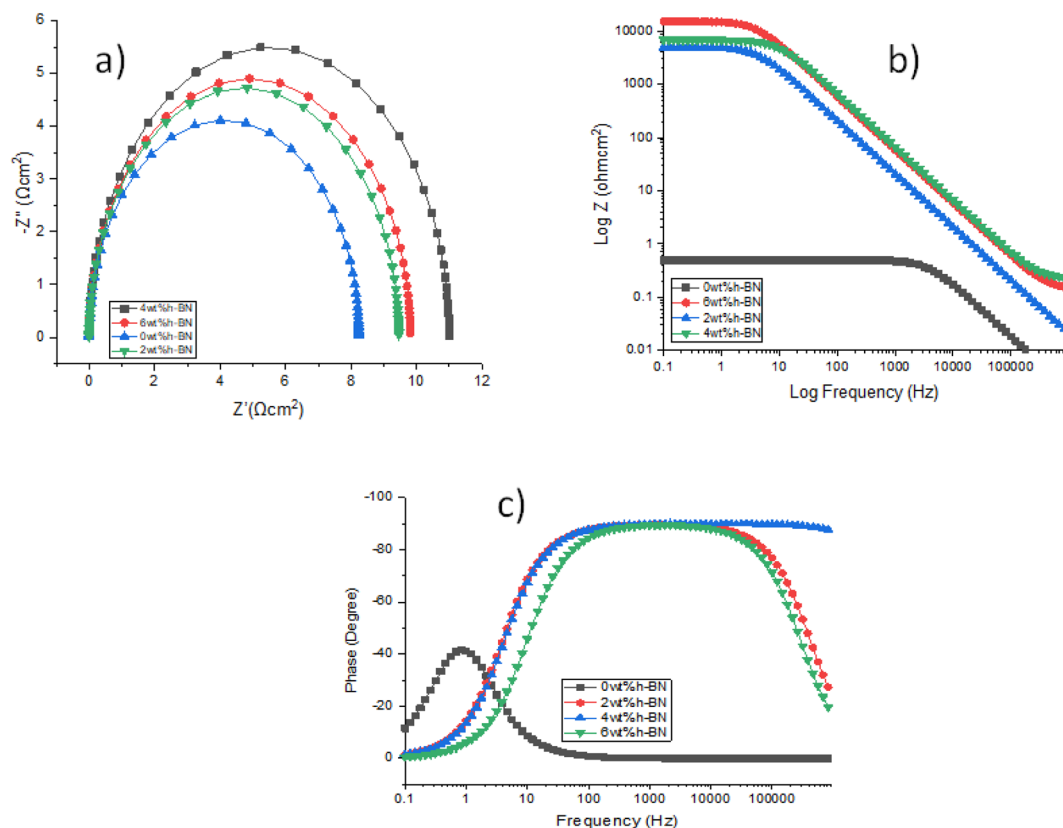 a)
-Z" (Ωcm²)
6
5
4
3
2
1
0
4wt%h-BN
6wt%h-BN
0wt%h-BN
2wt%h-BN
0 2 4 6 8 10 12
Z'(Ωcm²)
b)
Log Z (ohmcm²)
10000
1000
100
10
1
0.1
0.01
0wt%h-BN
6wt%h-BN
2wt%h-BN
4wt%h-BN
0.1 1 10 100 1000 10000 100000
Log Frequency (Hz)
c)
Phase (Degree)
-100
-80
-60
-40
-20
0
0wt%h-BN
2wt%h-BN
4wt%h-BN
6wt%h-BN
0.1 1 10 100 1000 10000 100000
Frequency (Hz)